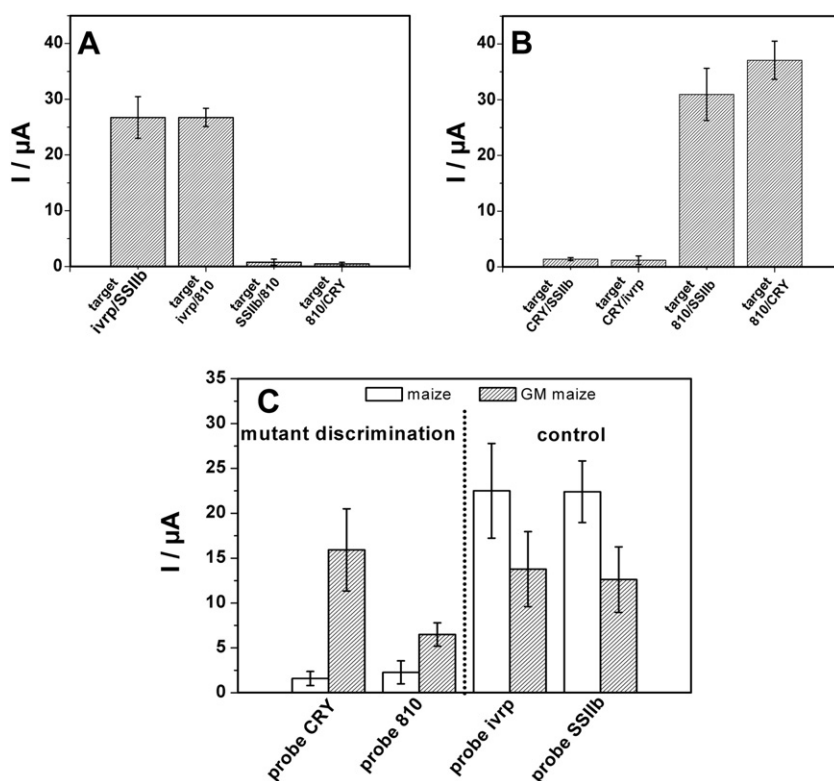 A
I / µA
40
30
20
10
0
target
ivrp/SSIIb
target
ivrp/810
target
SSIIb/810
target
810/CRY
B
I / µA
40
30
20
10
0
target
CRY/SSIIb
target
CRY/ivrp
target
810/SSIIb
target
810/CRY
C
maize
GM maize
mutant discrimination
control
I / µA
35
30
25
20
15
10
5
0
probe CRY
probe 810
probe ivrp
probe SSIIb